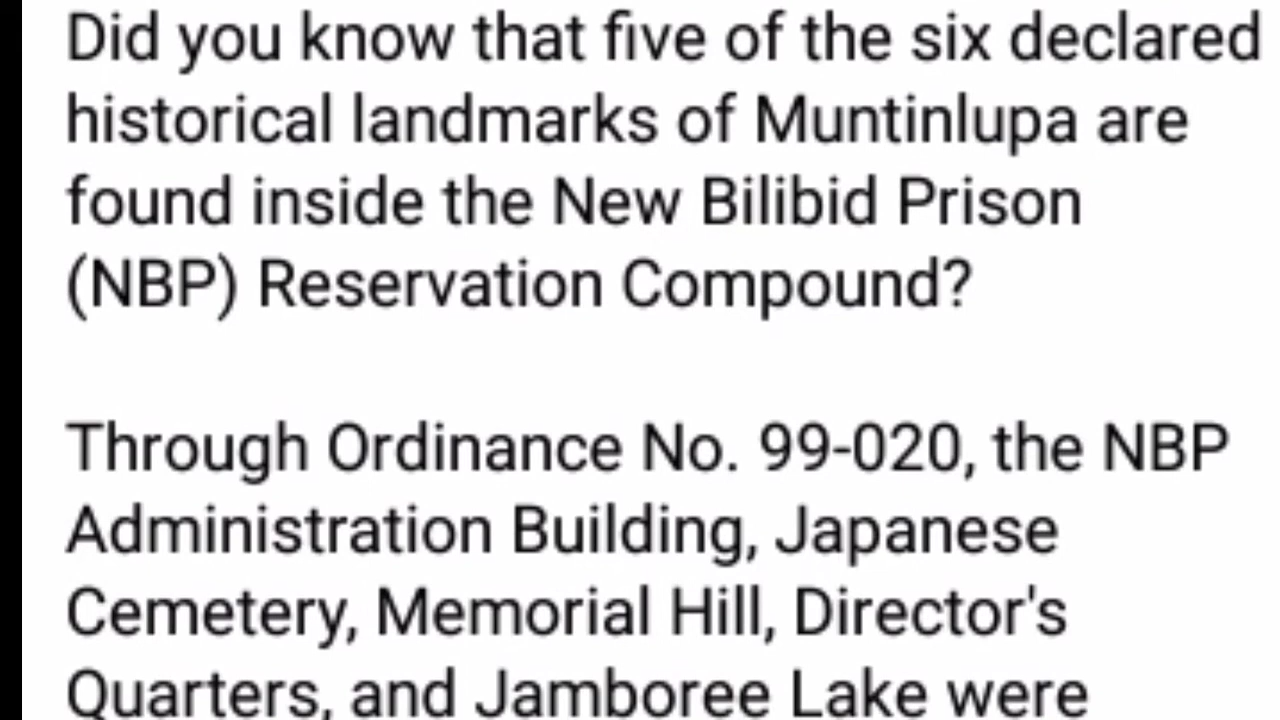 Did you know that five of the six declared
historical landmarks of Muntinlupa are
found inside the New Bilibid Prison
(NBP) Reservation Compound?
Through Ordinance No. 99-020, the NBP
Administration Building, Japanese
Cemetery, Memorial Hill, Director's
Quarters, and Jamboree Lake were